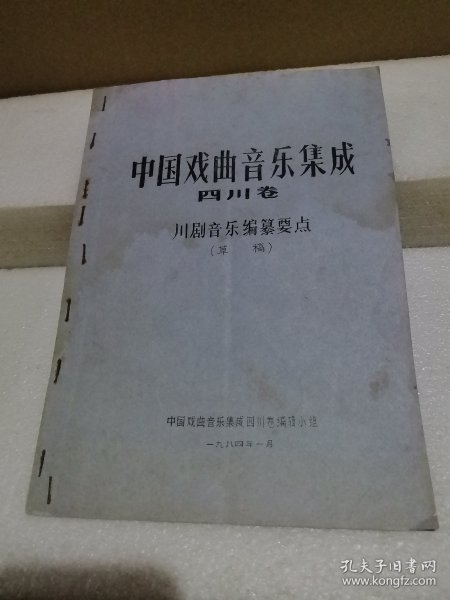 中国戏曲音乐集成
四川卷
川剧音乐编纂要点
(草稿)
中国戏曲音乐集成四川卷编辑小组
一九八四年一月
孔夫子旧书网
www.kongfz.com